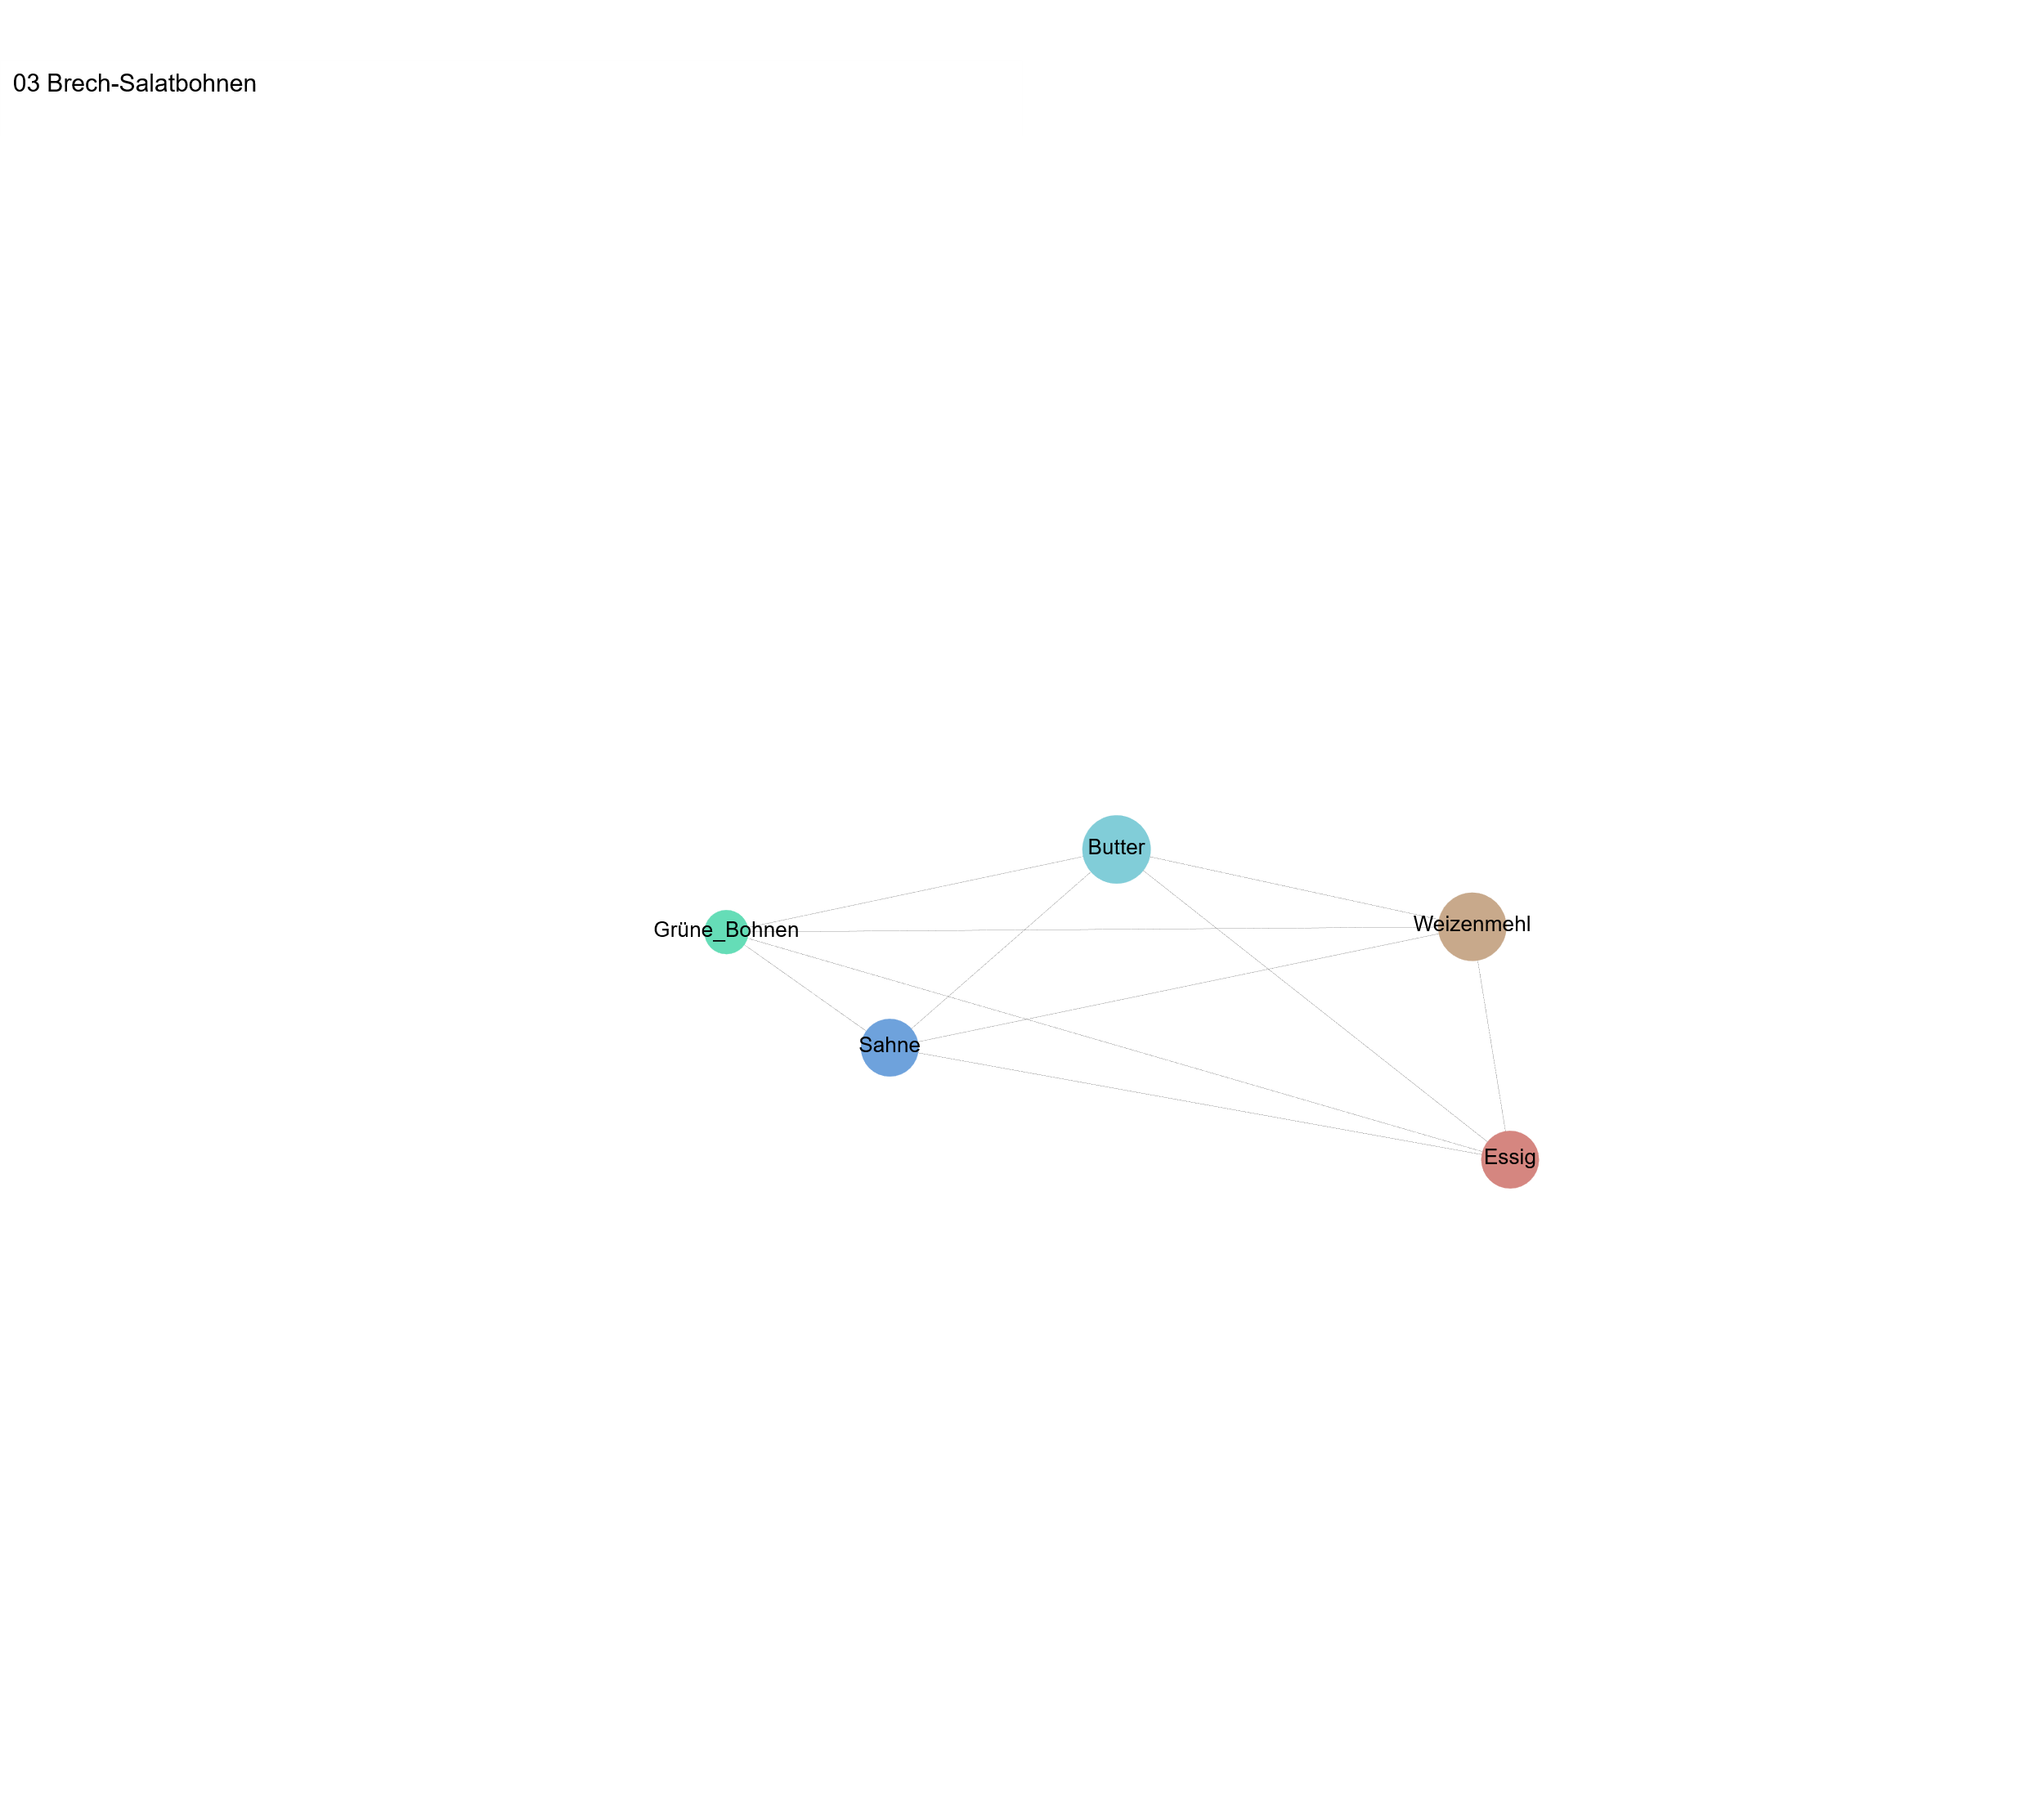 03 Brech-Salatbohnen
Butter
Weizenmehl
Grüne_Bohnen
Sahne
Essig